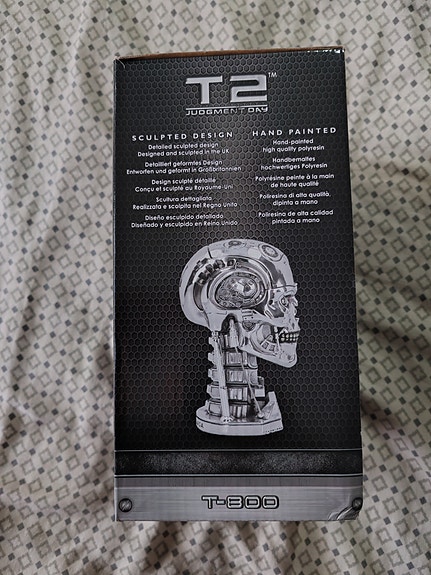 T2™
JUDGMENT DAY
SCULPTED DESIGN
Detailed sculpted design
Designed and sculpted in the UK
Detailliert geformtes Design
Entworfen und geformt in Großbritannien
Design sculpté détaillé
Conçu et sculpté au Royaume-Uni
Scultura dettagliata
Realizzata e scolpita nel Regno Unito
Diseño esculpido detallado
Diseñado y esculpido en Reino Unido
HAND PAINTED
Hand-painted
high quality polyresin
Handbemaltes
hochwertiges Polyresin
Polyrésine peinte à la main
de haute qualité
Poliresina di alta qualità,
dipinta a mano
Poliresina de alta calidad
pintada a mano
T-800